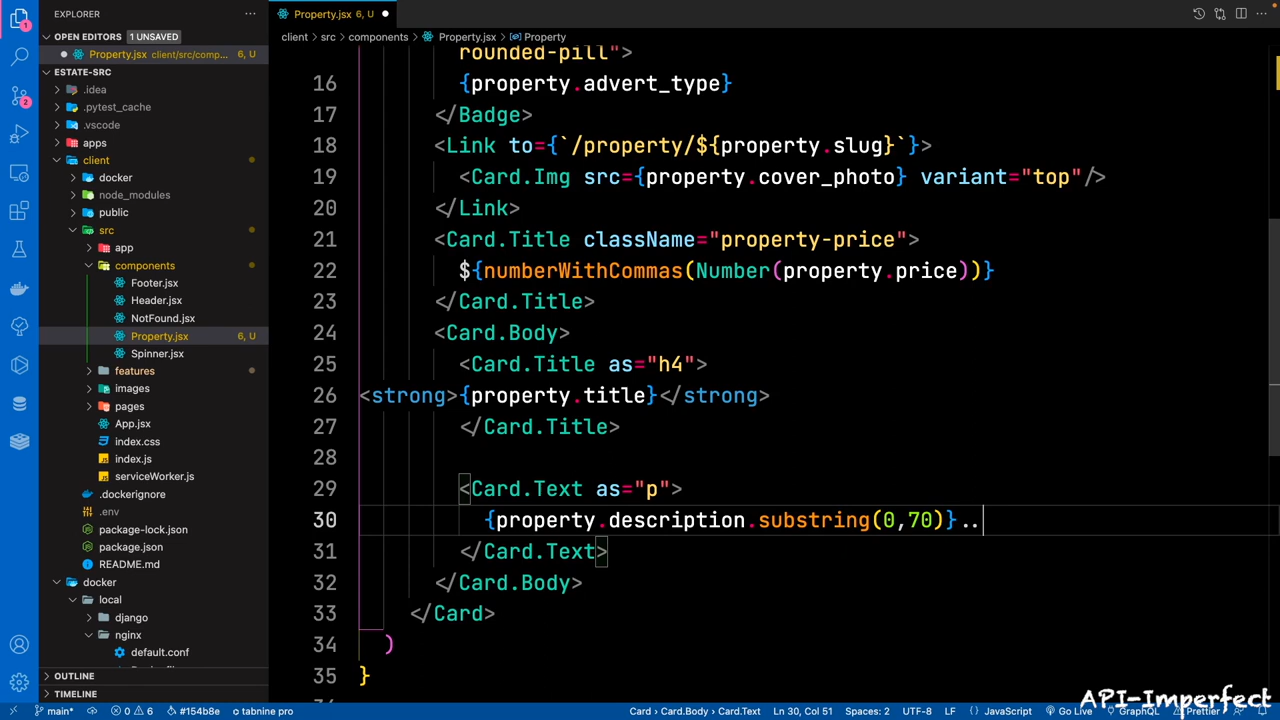 EXPLORER
Property.jsx 6, U
OPEN EDITORS 1 UNSAVED
Property.jsx client/src/comp... 6, U
ESTATE-SRC
.idea
.pytest_cache
.vscode
apps
client
docker
node_modules
public
src
app
components
Footer.jsx
Header.jsx
NotFound.jsx
Property.jsx 6, U
Spinner.jsx
features
images
pages
App.jsx
index.css
index.js
serviceWorker.js
.dockerignore
.env
package-lock.json
package.json
README.md
docker
local
django
nginx
default.conf
OUTLINE
TIMELINE
client > src > components > Property.jsx > Property
rounded-pill">
16 {property.advert_type}
17 </Badge>
18 <Link to={`/property/${property.slug}`}>
19 <Card.Img src={property.cover_photo} variant="top"/>
20 </Link>
21 <Card.Title className="property-price">
22 ${numberWithCommas(Number(property.price))}
23 </Card.Title>
24 <Card.Body>
25 <Card.Title as="h4">
26 <strong>{property.title}</strong>
27 </Card.Title>
28
29 <Card.Text as="p">
30 {property.description.substring(0,70)}..
31 </Card.Text>
32 </Card.Body>
33 </Card>
34 )
35 }
API-Imperfect
main* 0 6 #154b8e tabnine pro Card > Card.Body > Card.Text Ln 30, Col 51 Spaces: 2 UTF-8 LF {} JavaScript Go Live GraphQL Prettier